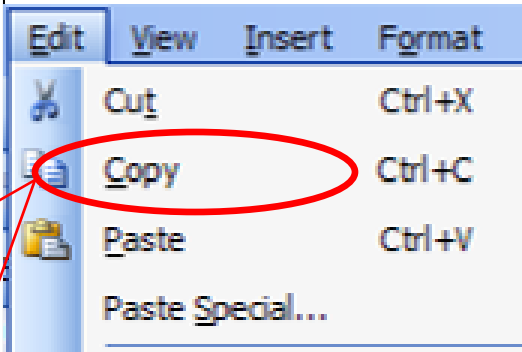 Edit View Insert Format
Cut Ctrl+X
Copy Ctrl+C
Paste Ctrl+V
Paste Special...